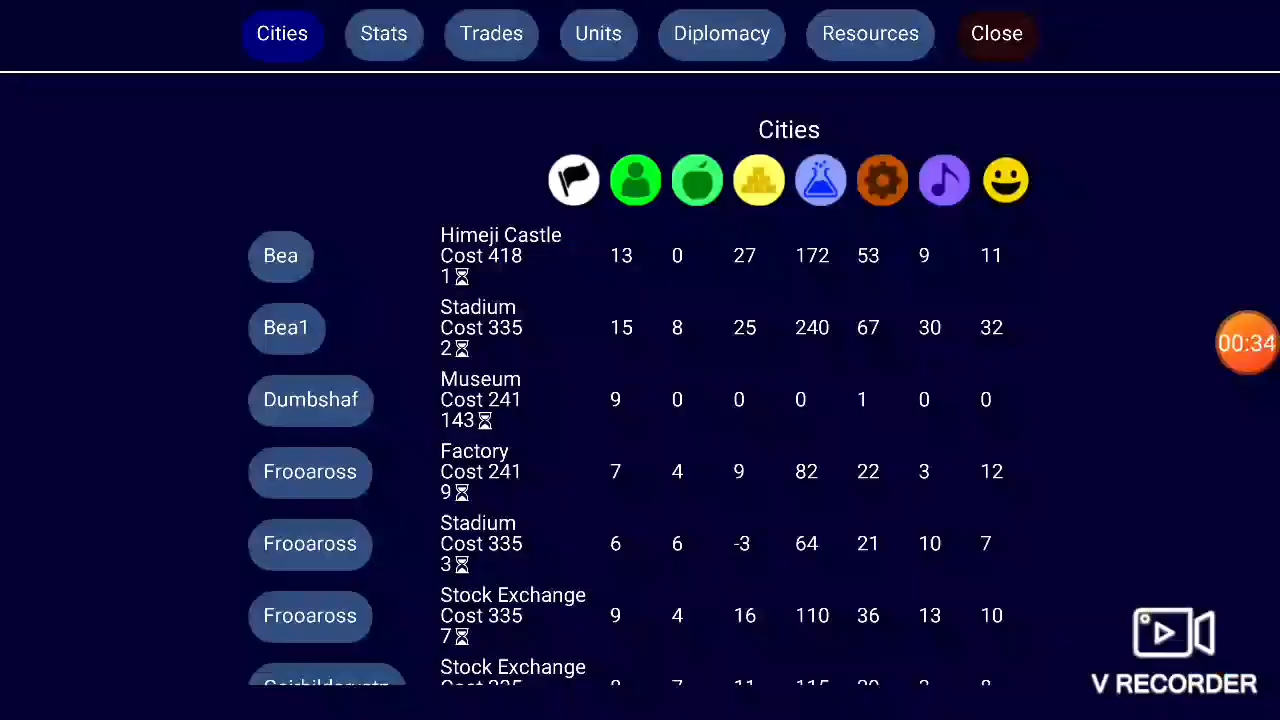 Cities Stats Trades Units Diplomacy Resources Close
Cities
Himeji Castle
Bea Cost 418 13 0 27 172 53 9 11
1⌛
Stadium
Bea1 Cost 335 15 8 25 240 67 30 32
2⌛
00:34
Museum
Dumbshaf Cost 241 9 0 0 0 1 0 0
143⌛
Factory
Frooaross Cost 241 7 4 9 82 22 3 12
9⌛
Stadium
Frooaross Cost 335 6 6 -3 64 21 10 7
3⌛
Stock Exchange
Frooaross Cost 335 9 4 16 110 36 13 10
7⌛
Stock Exchange
V RECORDER